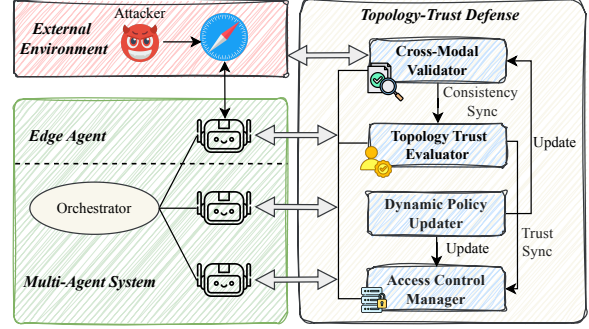 External
Environment
Attacker
Edge Agent
Orchestrator
Multi-Agent System
Topology-Trust Defense
Cross-Modal
Validator
Consistency
Sync
Topology Trust
Evaluator
Update
Dynamic Policy
Updater
Update
Trust
Sync
Access Control
Manager